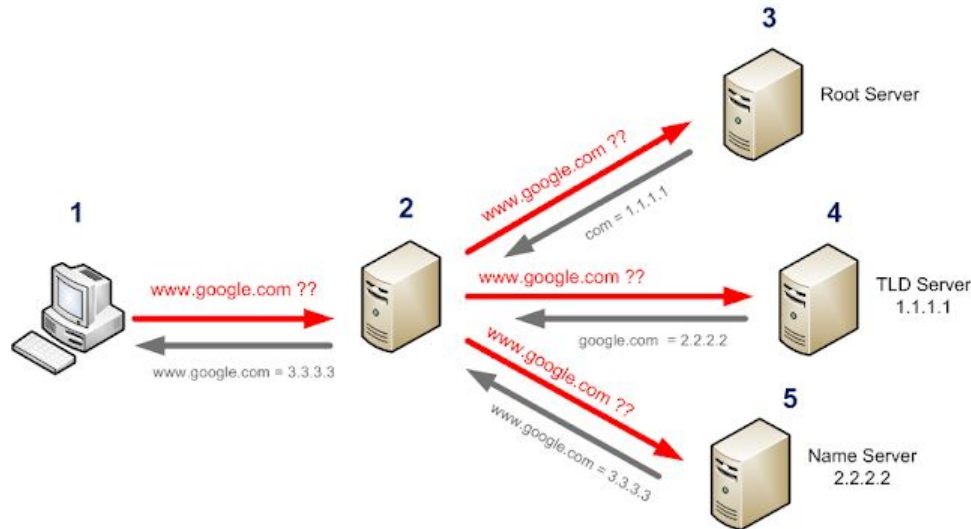 1
2
3
4
5
Root Server
TLD Server
1.1.1.1
Name Server
2.2.2.2
www.google.com ??
www.google.com = 3.3.3.3
www.google.com ??
com = 1.1.1.1
www.google.com ??
google.com = 2.2.2.2
www.google.com ??
www.google.com = 3.3.3.3